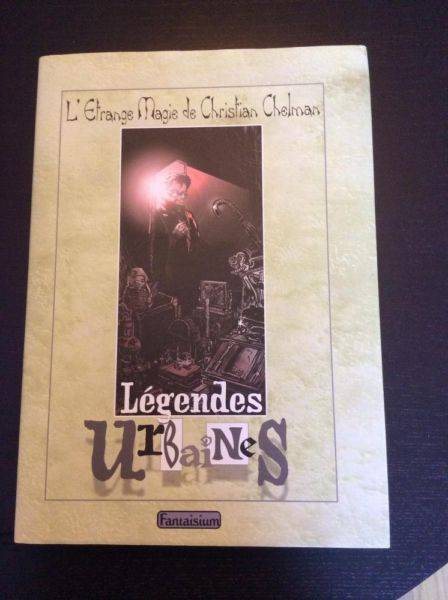 L'Etrange Magie de Christian Chelman
Légendes
UrBaiNeS
Fantaisium